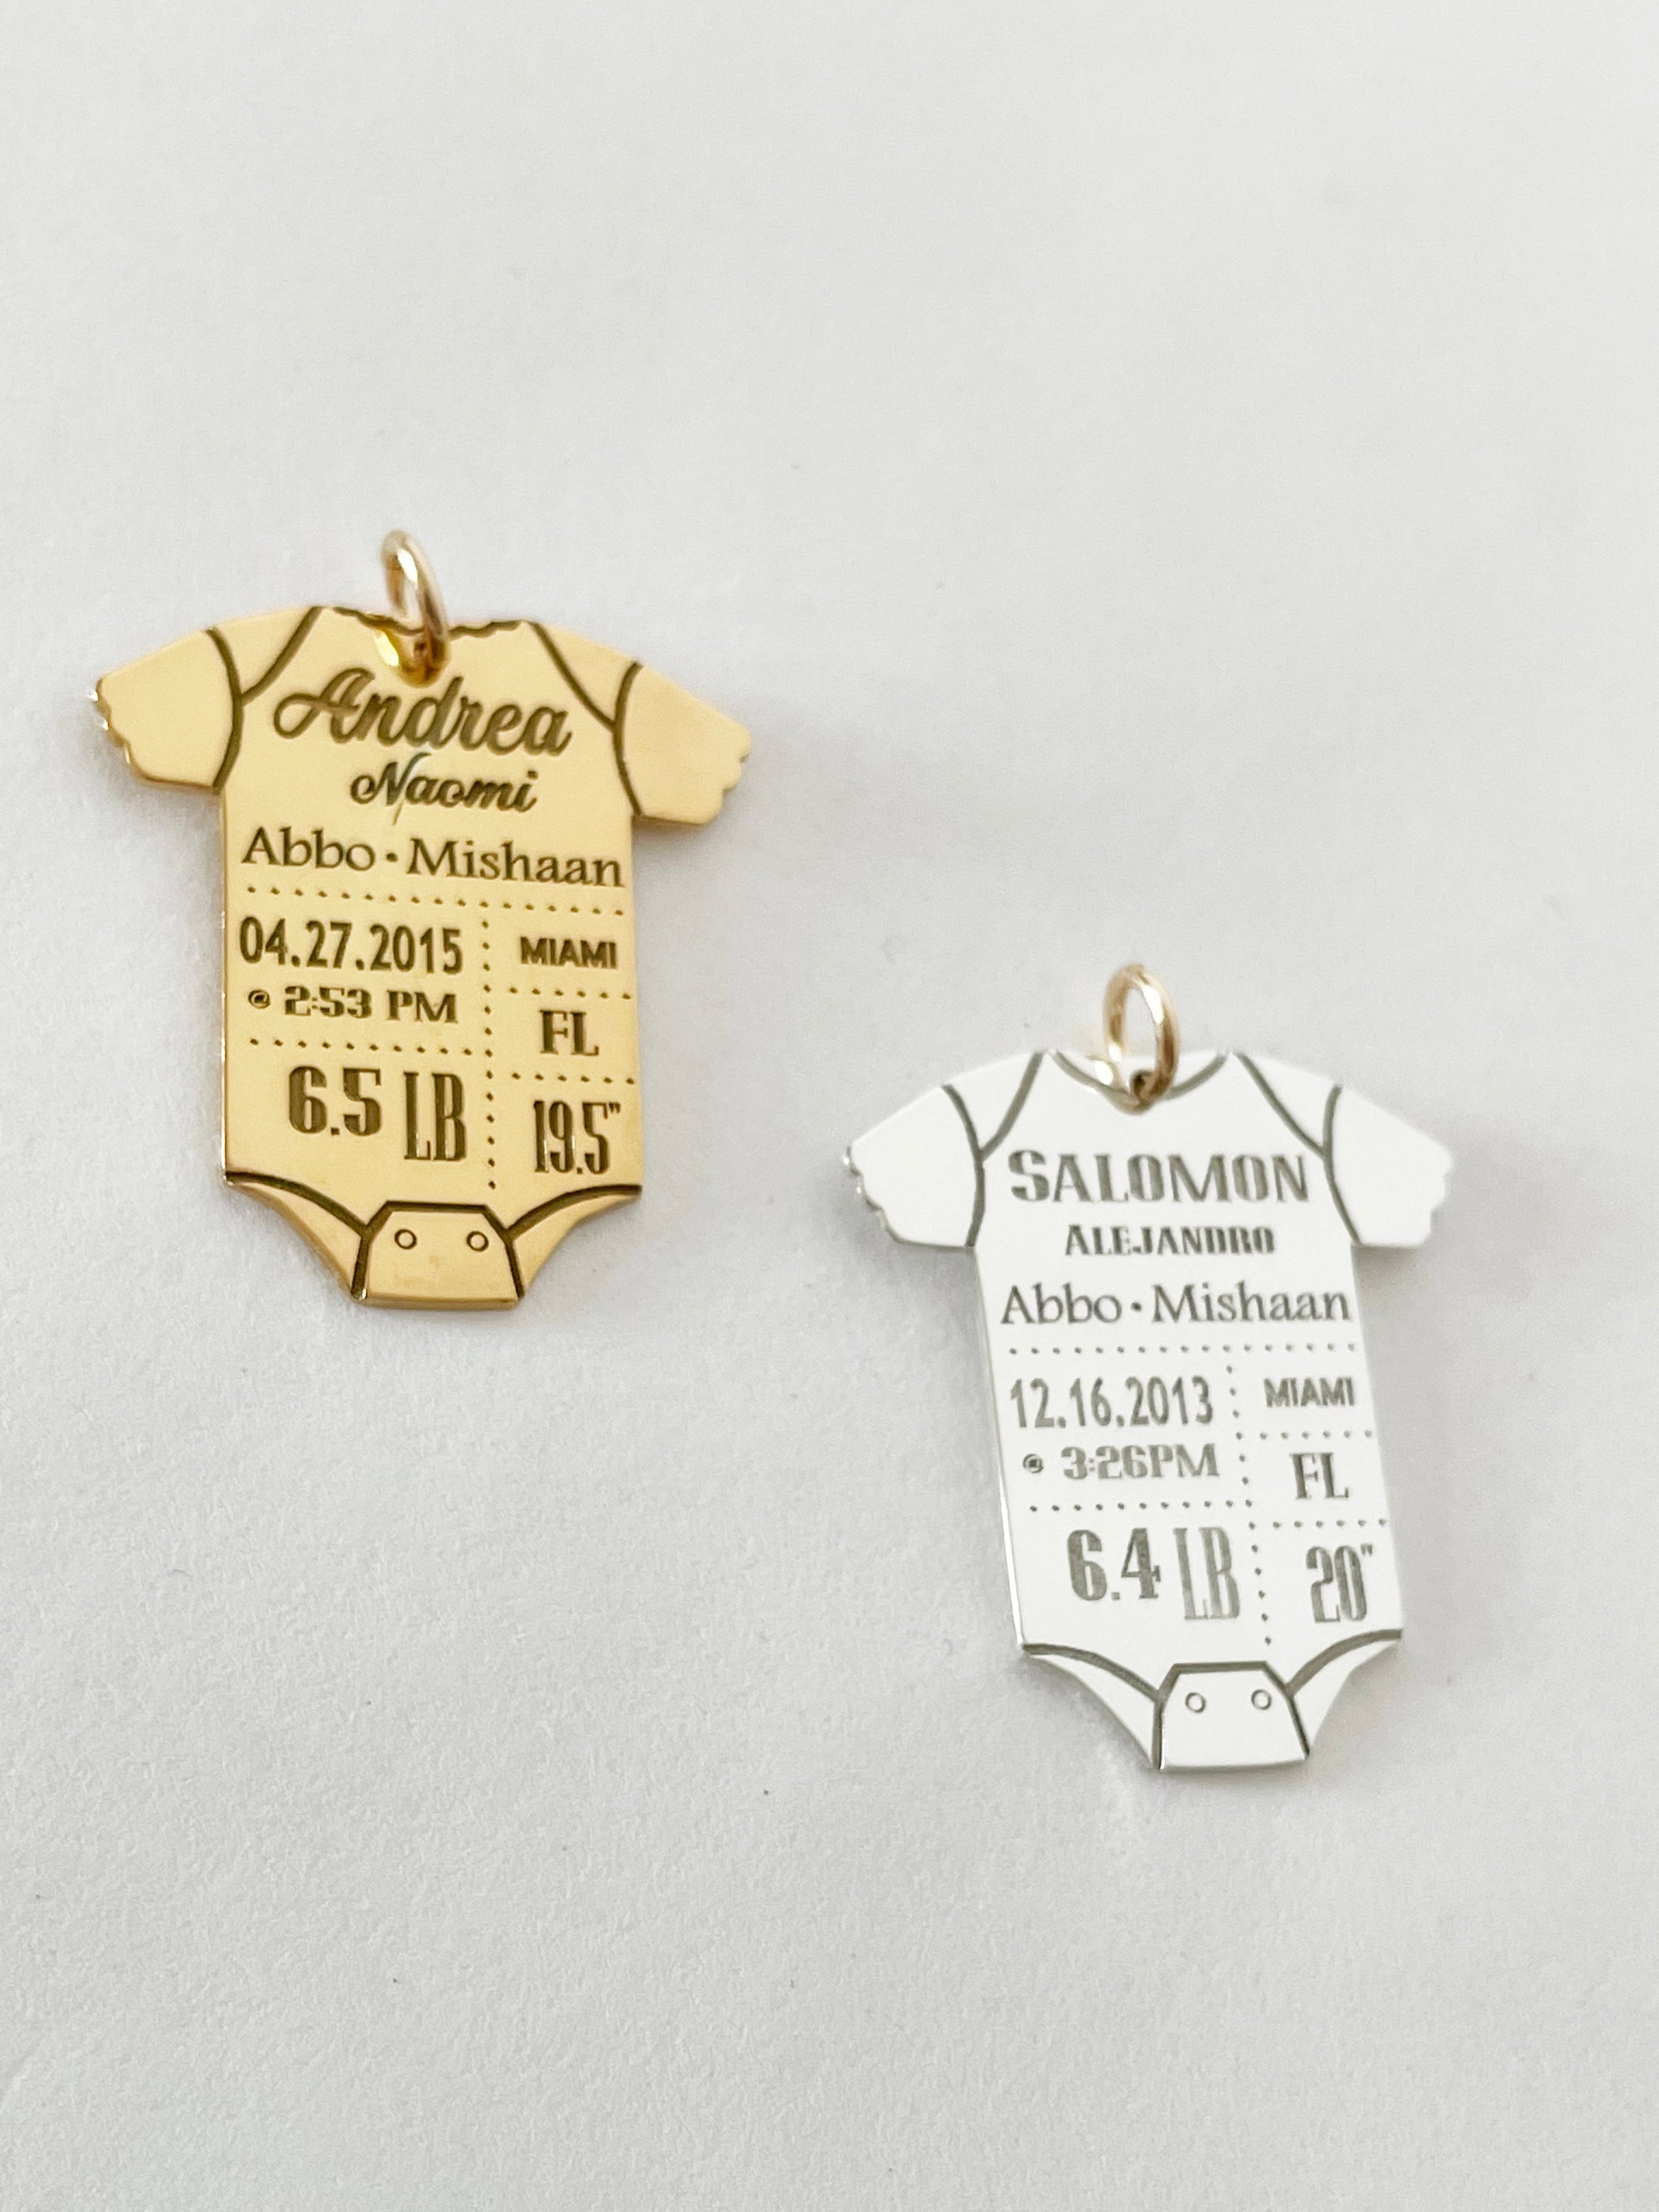 Andrea
Naomi
Abbo • Mishaan
04.27.2015
@ 2:53 PM
6.5 LB
MIAMI
FL
19.5"
SALOMON
ALEJANDRO
Abbo • Mishaan
12.16.2013
@ 3:26PM
6.4 LB
MIAMI
FL
20"